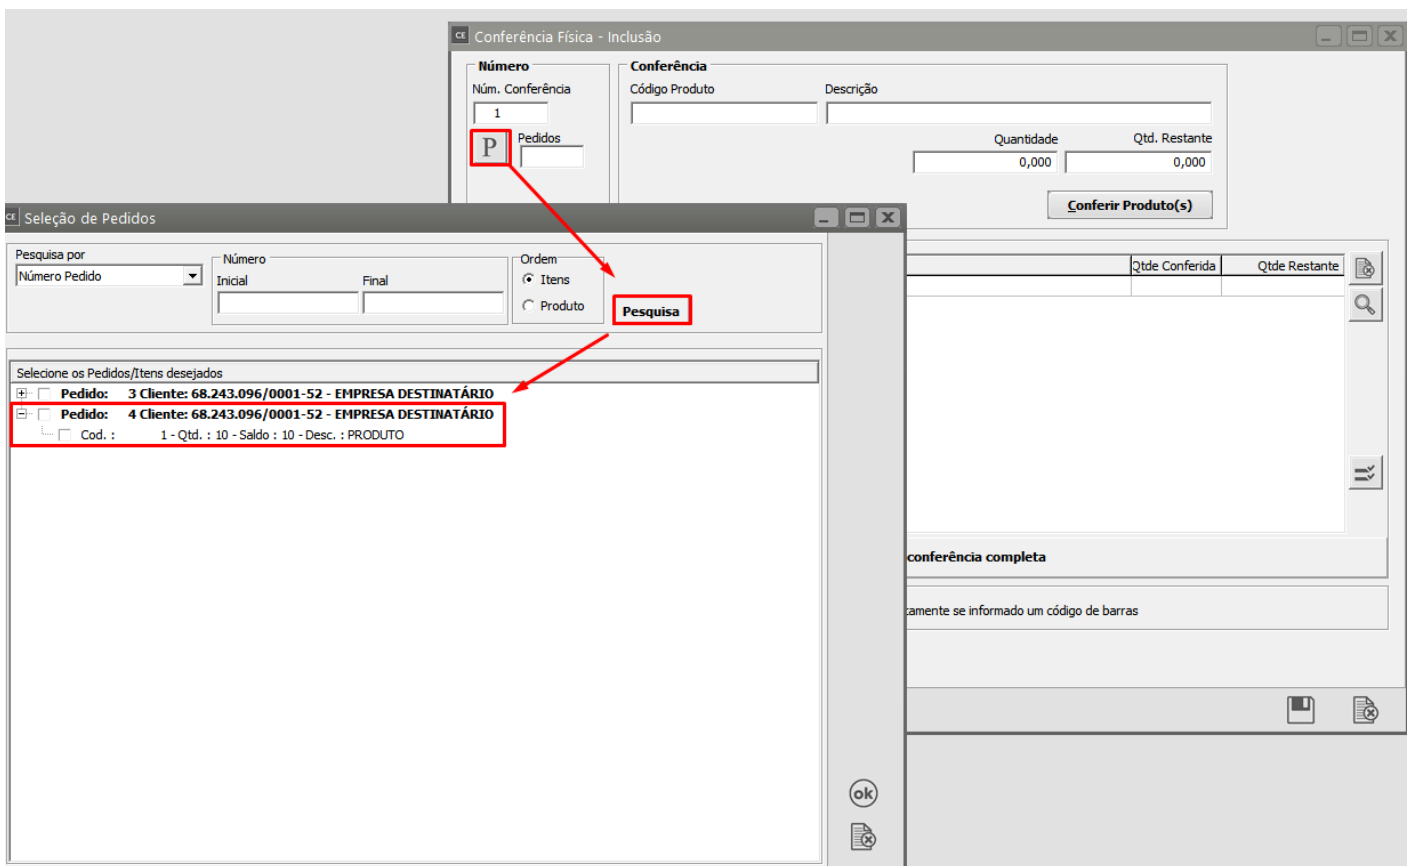 CE Conferência Física - Inclusão
Número
Conferência
Núm. Conferência
Código Produto
Descrição
1
P
Pedidos
Quantidade
Qtd. Restante
0,000
0,000
Conferir Produto(s)
CE Seleção de Pedidos
Pesquisa por
Número Pedido
Número
Inicial
Final
Ordem
Itens
Produto
Pesquisa
Qtde Conferida
Qtde Restante
Selecione os Pedidos/Itens desejados
Pedido: 3 Cliente: 68.243.096/0001-52 - EMPRESA DESTINATÁRIO
Pedido: 4 Cliente: 68.243.096/0001-52 - EMPRESA DESTINATÁRIO
Cod. : 1 - Qtd. : 10 - Saldo : 10 - Desc. : PRODUTO
conferência completa
se informado um código de barras
ok